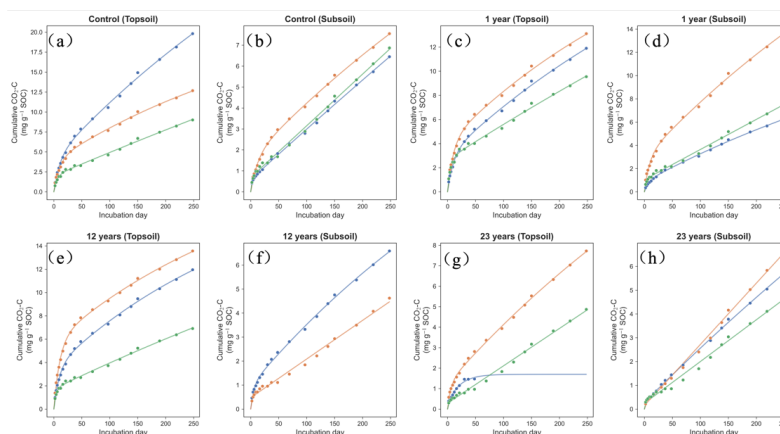 Control (Topsoil)
(a)
Cumulative CO₂-C
(mg g⁻¹ SOC)
20.0
17.5
15.0
12.5
10.0
7.5
5.0
2.5
0.0
0 50 100 150 200 250
Incubation day
Control (Subsoil)
(b)
Cumulative CO₂-C
(mg g⁻¹ SOC)
7
6
5
4
3
2
1
0
0 50 100 150 200 250
Incubation day
1 year (Topsoil)
(c)
Cumulative CO₂-C
(mg g⁻¹ SOC)
12
10
8
6
4
2
0
0 50 100 150 200 250
Incubation day
1 year (Subsoil)
(d)
Cumulative CO₂-C
(mg g⁻¹ SOC)
14
12
10
8
6
4
2
0
0 50 100 150 200
Incubation day
12 years (Topsoil)
(e)
Cumulative CO₂-C
(mg g⁻¹ SOC)
14
12
10
8
6
4
2
0
0 50 100 150 200 250
Incubation day
12 years (Subsoil)
(f)
Cumulative CO₂-C
(mg g⁻¹ SOC)
6
5
4
3
2
1
0
0 50 100 150 200 250
Incubation day
23 years (Topsoil)
(g)
Cumulative CO₂-C
(mg g⁻¹ SOC)
8
7
6
5
4
3
2
1
0
0 50 100 150 200 250
Incubation day
23 years (Subsoil)
(h)
Cumulative CO₂-C
(mg g⁻¹ SOC)
6
5
4
3
2
1
0
0 50 100 150 200
Incubation day